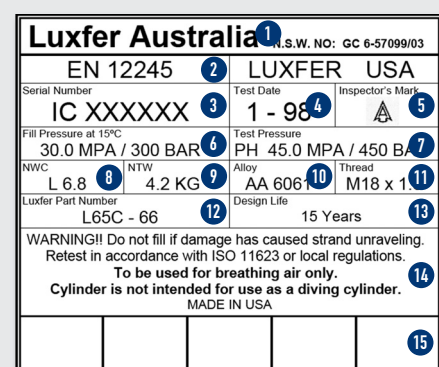 Luxfer Australia 1 N.S.W. NO: GC 6-57099/03
EN 12245 2 LUXFER USA
Serial Number Test Date Inspector's Mark
IC XXXXXX 3 1 - 98 4 5
Fill Pressure at 15ºC Test Pressure
30.0 MPA / 300 BAR 6 PH 45.0 MPA / 450 7
NWC NTW Alloy Thread
L 6.8 8 4.2 KG 9 AA 6061 10 M18 x 11
Luxfer Part Number Design Life
L65C - 66 12 15 Years 13
WARNING!! Do not fill if damage has caused strand unraveling.
Retest in accordance with ISO 11623 or local regulations.
To be used for breathing air only. 14
Cylinder is not intended for use as a diving cylinder.
MADE IN USA
15